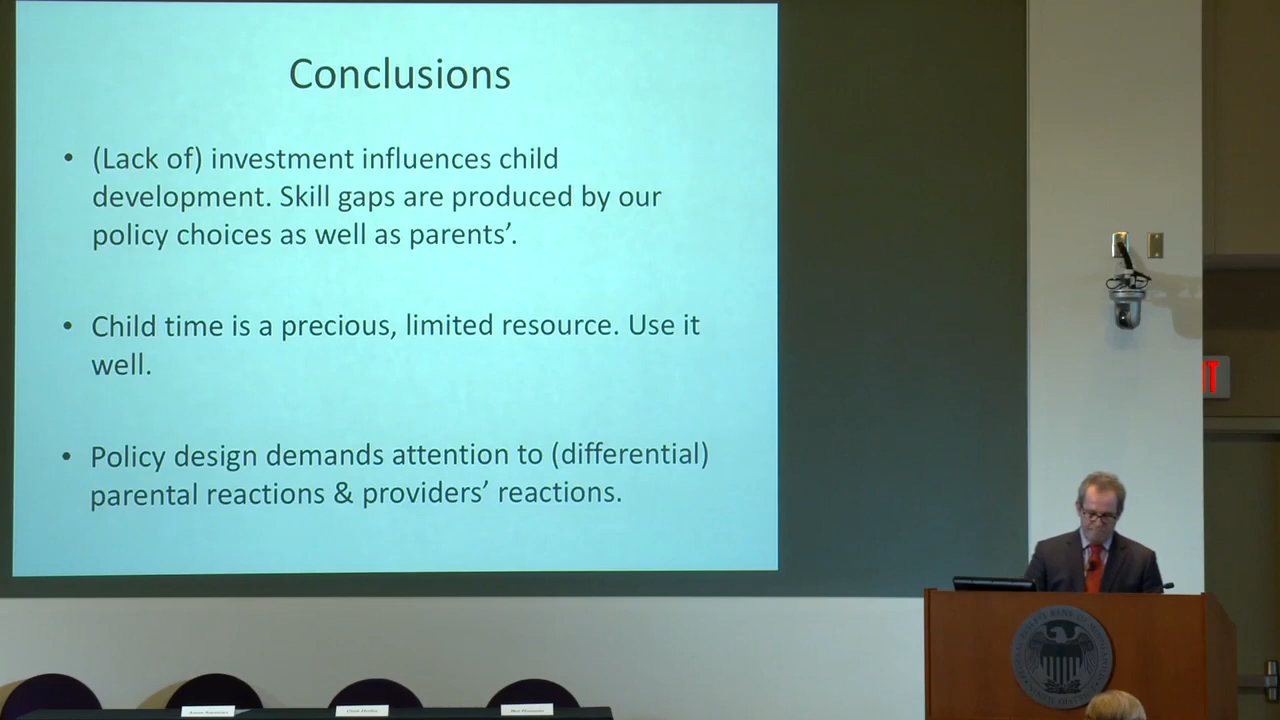 Conclusions
• (Lack of) investment influences child
development. Skill gaps are produced by our
policy choices as well as parents’.
• Child time is a precious, limited resource. Use it
well.
• Policy design demands attention to (differential)
parental reactions & providers’ reactions.
IT